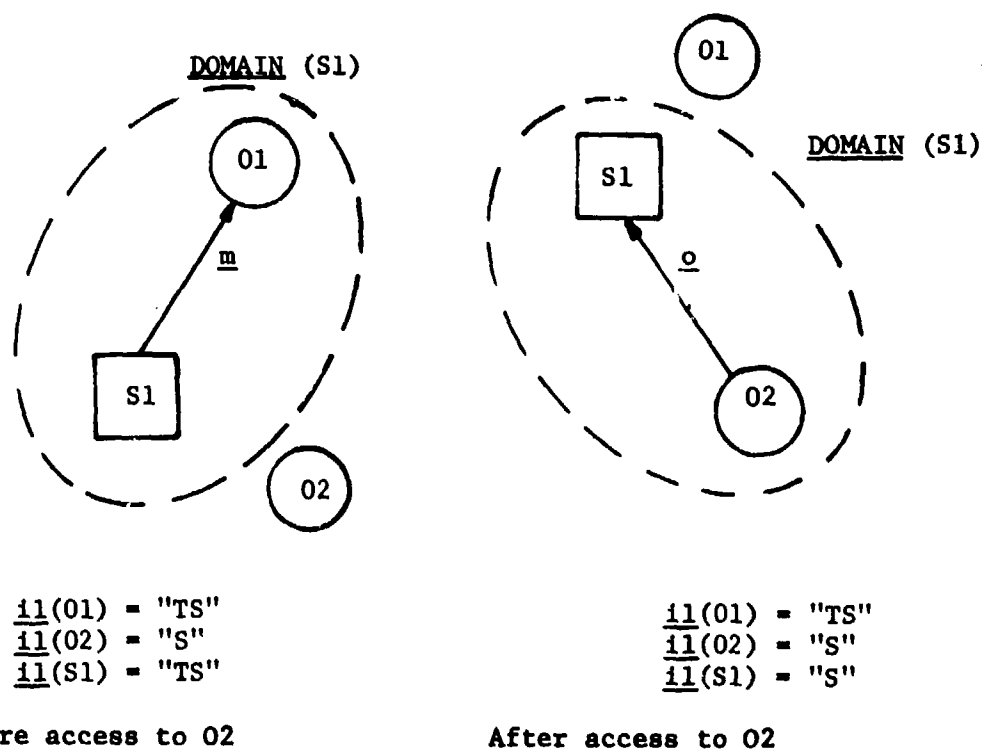 DOMAIN (S1)
O1
m
S1
O2
il(O1) = "TS"
il(O2) = "S"
il(S1) = "TS"
re access to O2
O1
DOMAIN (S1)
S1
o
O2
il(O1) = "TS"
il(O2) = "S"
il(S1) = "S"
After access to O2